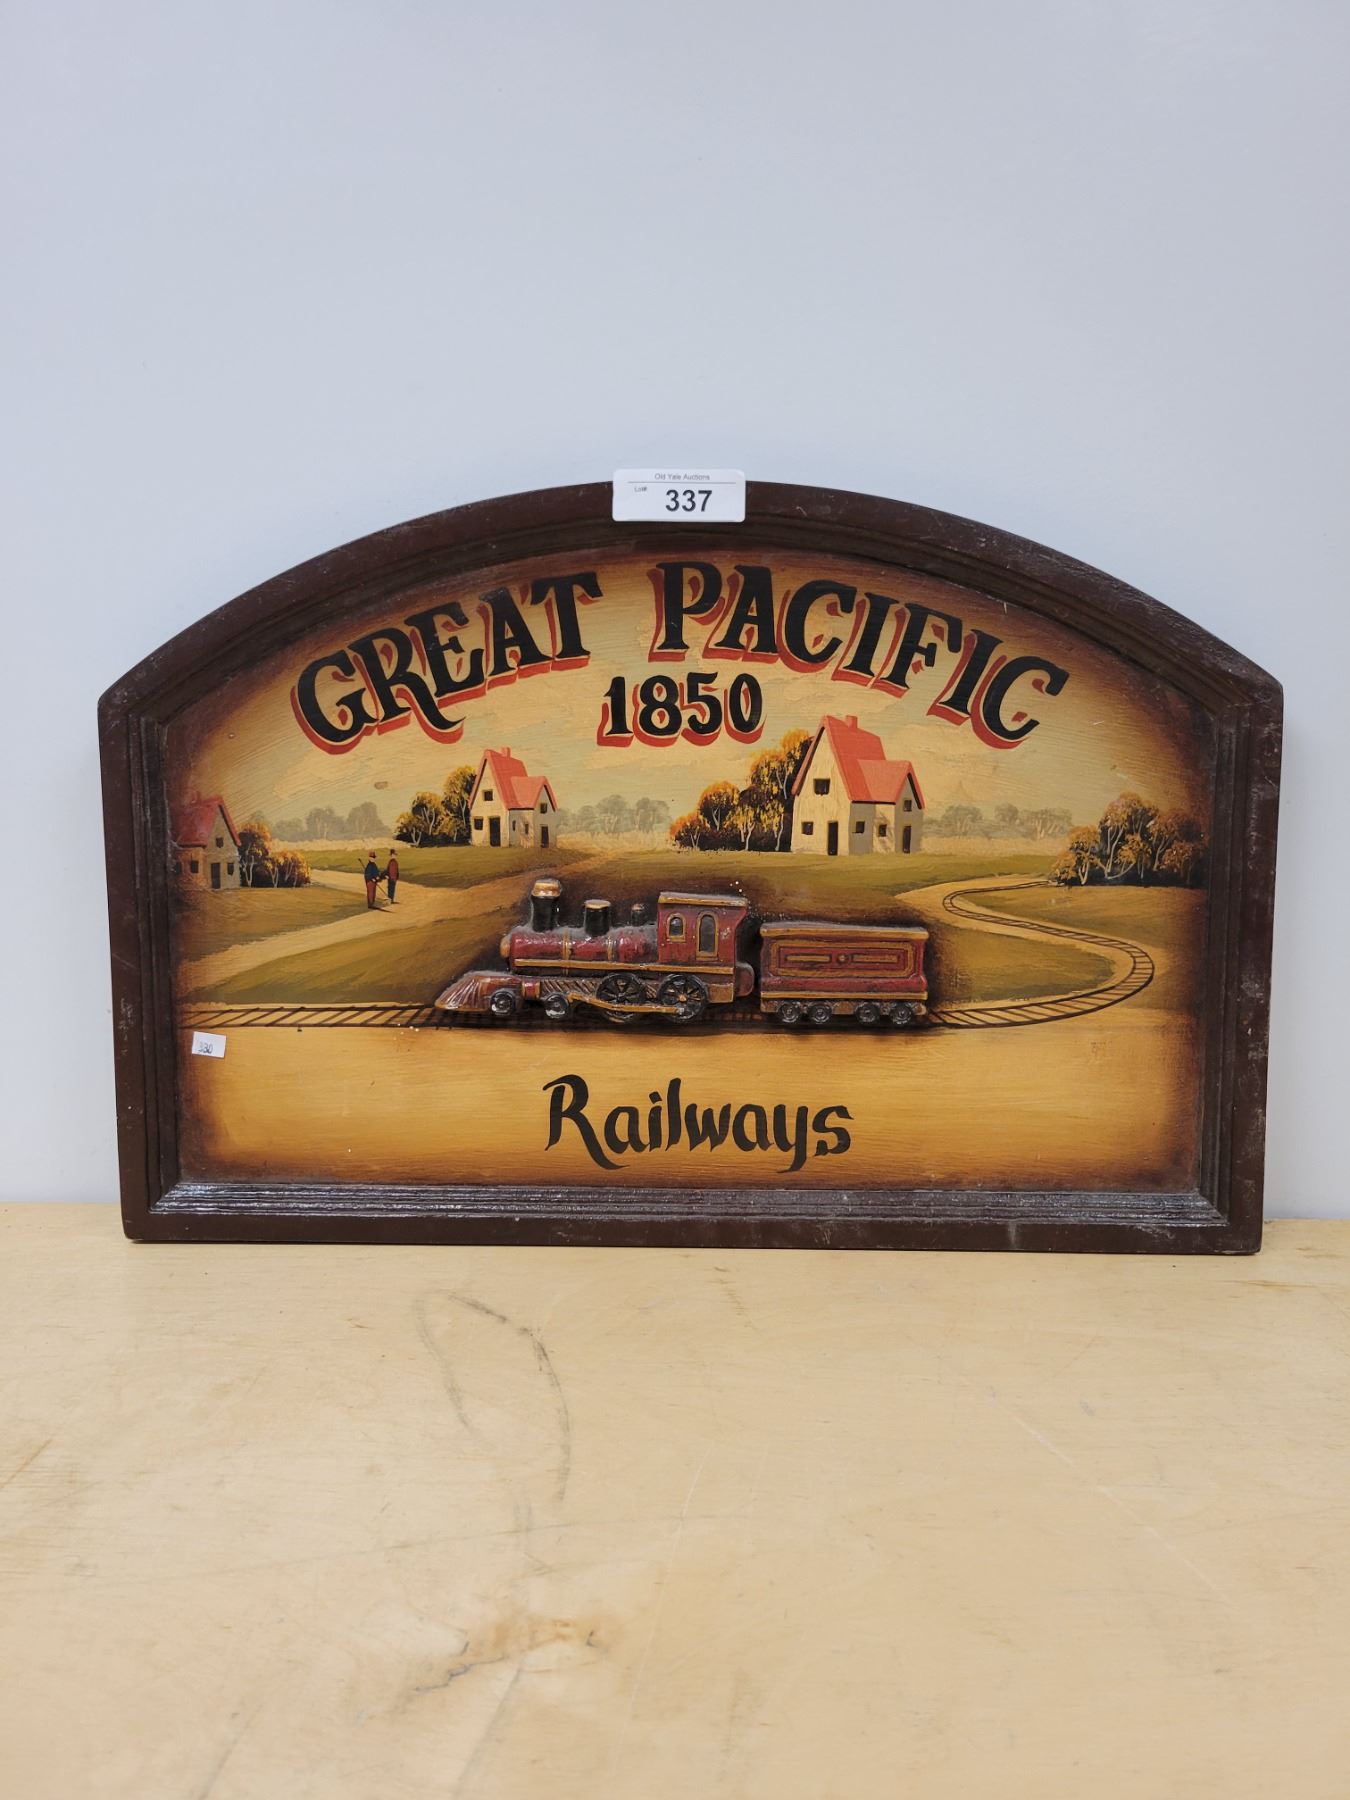 Old Yale Auctions
Lot#
337
GREAT PACIFIC
1850
330
Railways